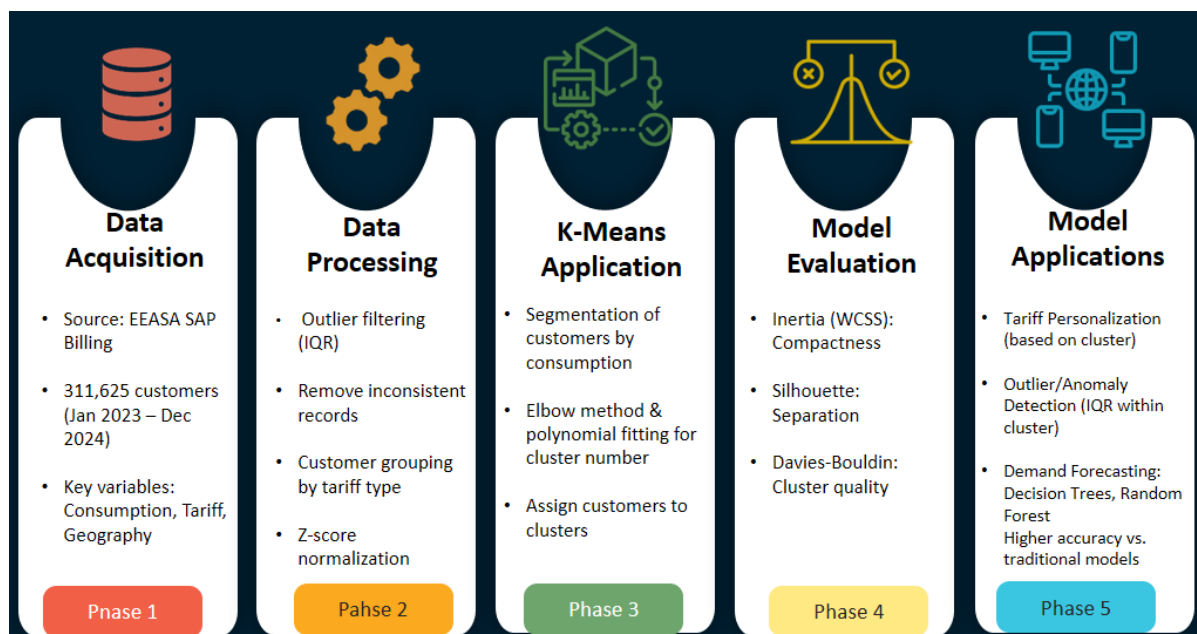 Data
Acquisition
• Source: EEASA SAP
Billing
• 311,625 customers
(Jan 2023 – Dec
2024)
• Key variables:
Consumption, Tariff,
Geography
Pnase 1
Data
Processing
• Outlier filtering
(IQR)
• Remove inconsistent
records
• Customer grouping
by tariff type
• Z-score
normalization
Pahse 2
K-Means
Application
• Segmentation of
customers by
consumption
• Elbow method &
polynomial fitting for
cluster number
• Assign customers to
clusters
Phase 3
Model
Evaluation
• Inertia (WCSS):
Compactness
• Silhouette:
Separation
• Davies-Bouldin:
Cluster quality
Phase 4
Model
Applications
• Tariff Personalization
(based on cluster)
• Outlier/Anomaly
Detection (IQR within
cluster)
• Demand Forecasting:
Decision Trees, Random
Forest
Higher accuracy vs.
traditional models
Phase 5